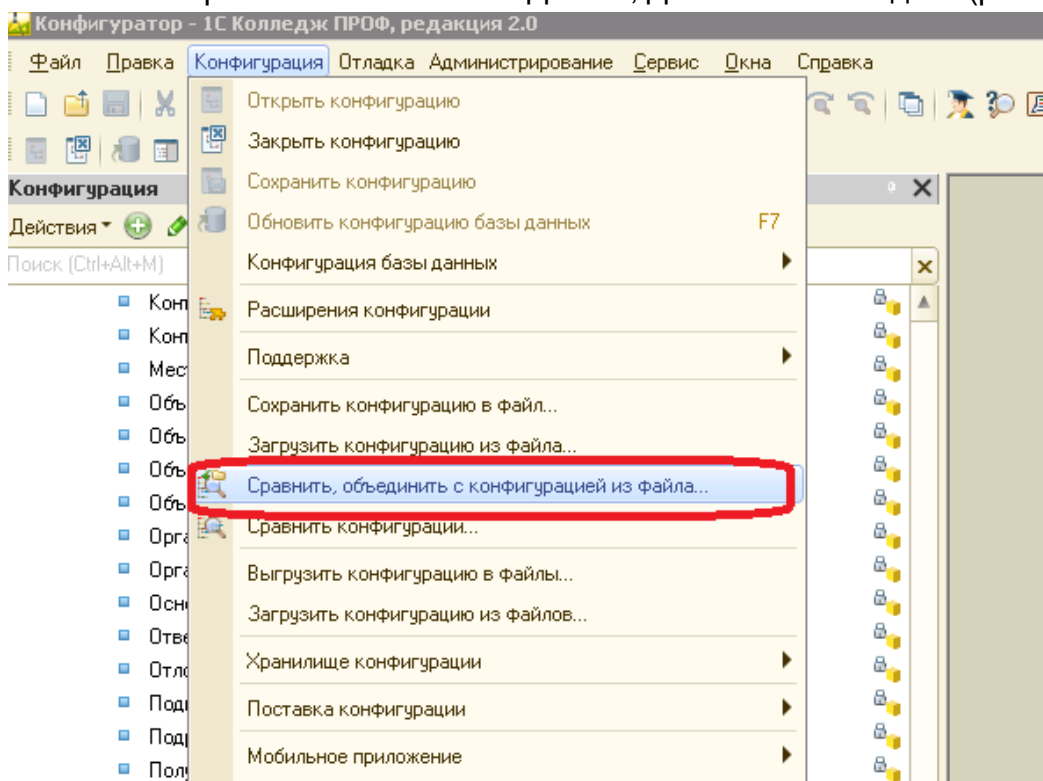 Конфигуратор - 1С Колледж ПРОФ, редакция 2.0
Файл Правка Конфигурация Отладка Администрирование Сервис Окна Справка
Открыть конфигурацию
Закрыть конфигурацию
Сохранить конфигурацию
Конфигурация
Действия
Обновить конфигурацию базы данных F7
Поиск (Ctrl+Alt+M)
Конфигурация базы данных
Расширения конфигурации
Поддержка
Сохранить конфигурацию в файл...
Загрузить конфигурацию из файла...
Сравнить, объединить с конфигурацией из файла...
Сравнить конфигурации...
Выгрузить конфигурацию в файлы...
Загрузить конфигурацию из файлов...
Хранилище конфигурации
Поставка конфигурации
Мобильное приложение